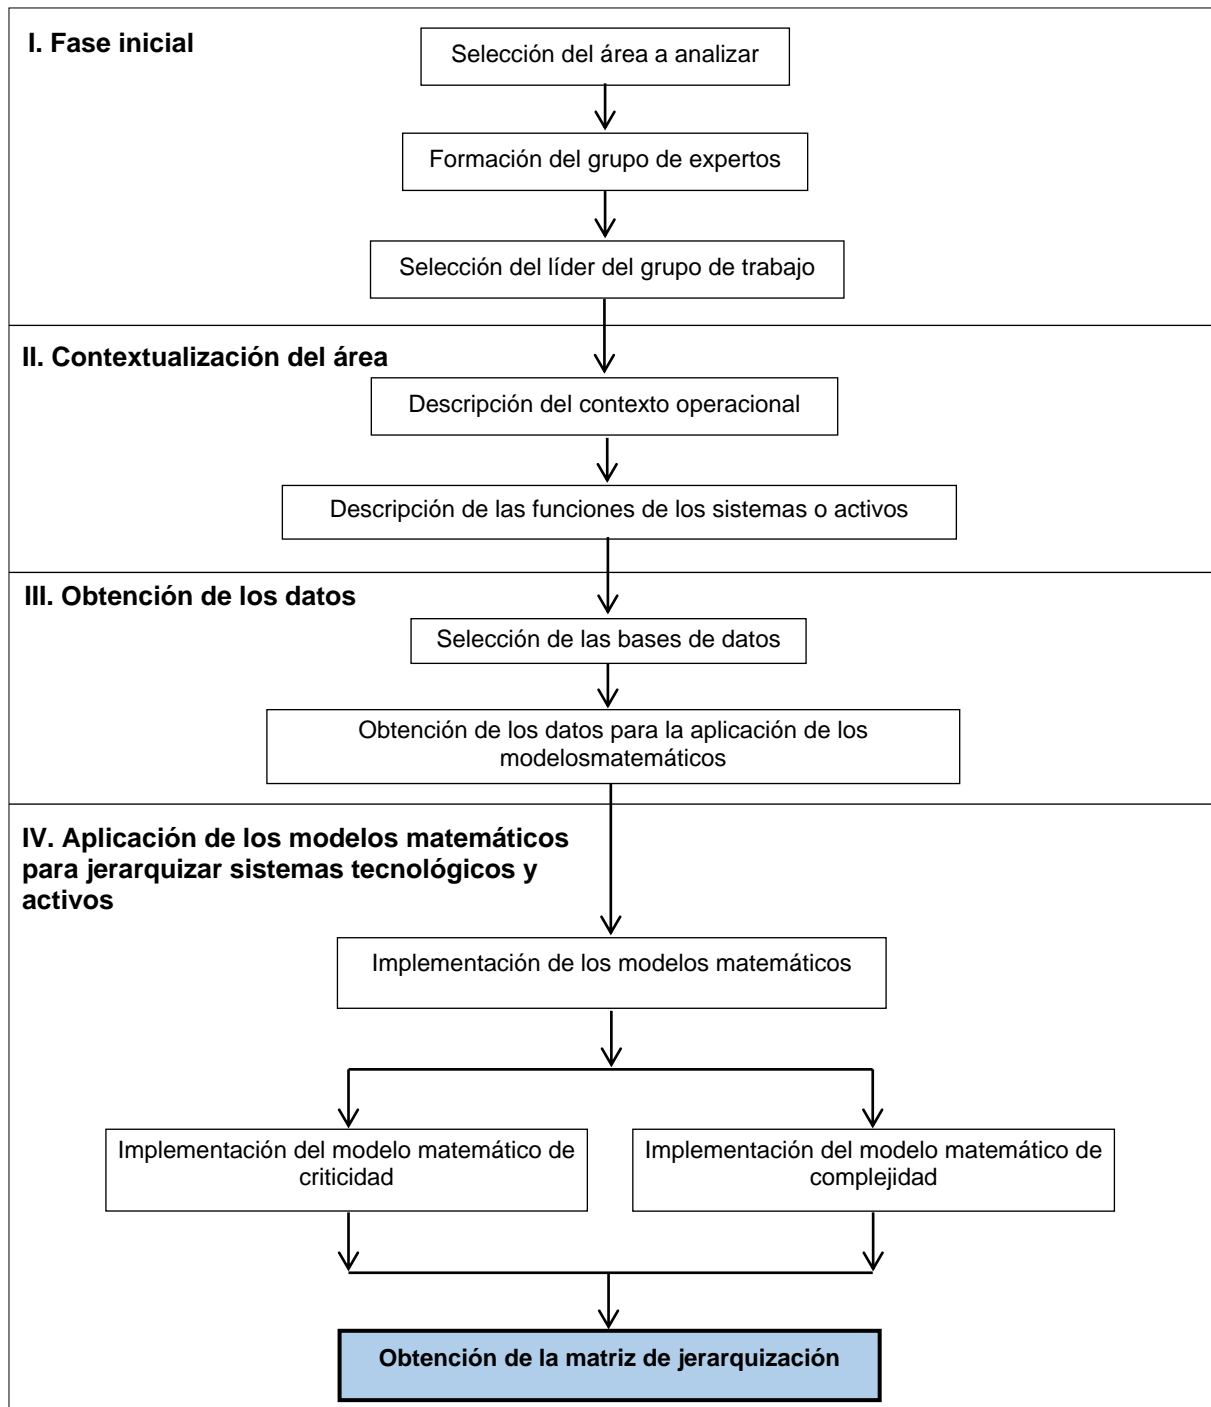 I. Fase inicial
Selección del área a analizar
Formación del grupo de expertos
Selección del líder del grupo de trabajo
II. Contextualización del área
Descripción del contexto operacional
Descripción de las funciones de los sistemas o activos
III. Obtención de los datos
Selección de las bases de datos
Obtención de los datos para la aplicación de los
modelosmatemáticos
IV. Aplicación de los modelos matemáticos
para jerarquizar sistemas tecnológicos y
activos
Implementación de los modelos matemáticos
Implementación del modelo matemático de
criticidad
Implementación del modelo matemático de
complejidad
Obtención de la matriz de jerarquización